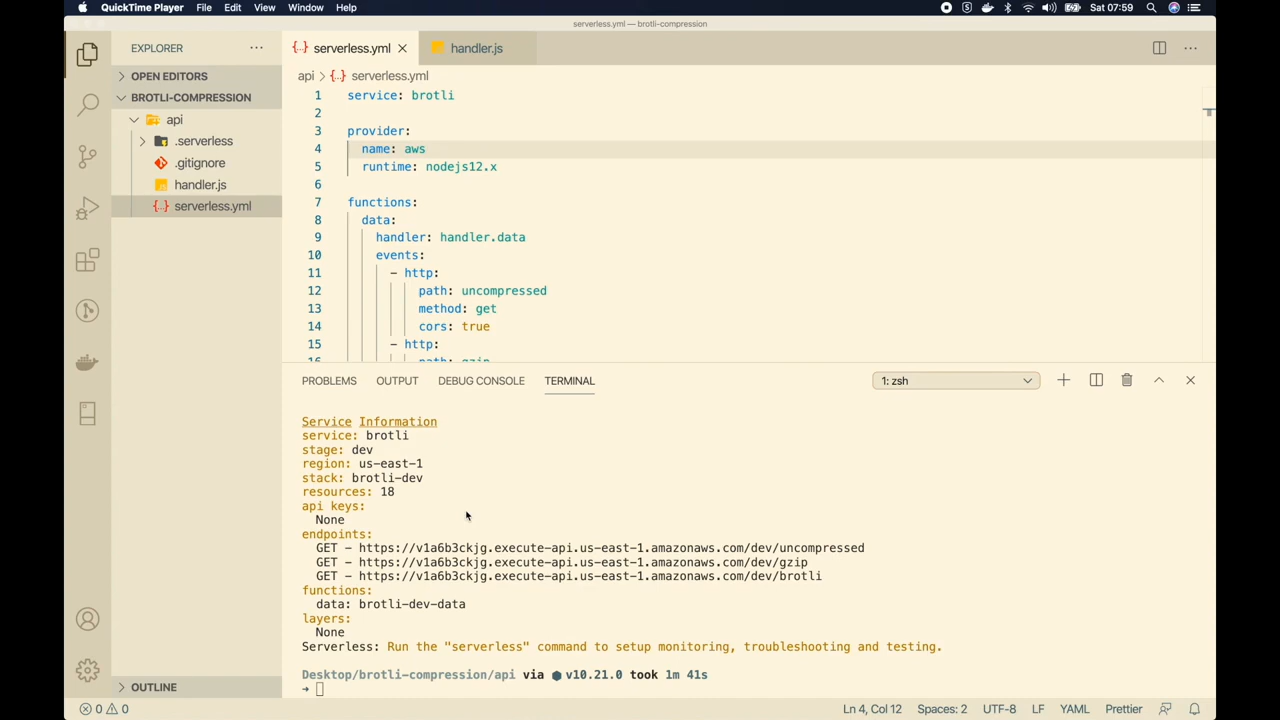 QuickTime Player File Edit View Window Help Sat 07:59
serverless.yml — brotli-compression
EXPLORER
serverless.yml
handler.js
OPEN EDITORS
BROTLI-COMPRESSION
api
.serverless
.gitignore
handler.js
serverless.yml
OUTLINE
api > {..} serverless.yml
1 service: brotli
2
3 provider:
4 name: aws
5 runtime: nodejs12.x
6
7 functions:
8 data:
9 handler: handler.data
10 events:
11 - http:
12 path: uncompressed
13 method: get
14 cors: true
15 - http:
16 path: gzip
PROBLEMS OUTPUT DEBUG CONSOLE TERMINAL 1: zsh
Service Information
service: brotli
stage: dev
region: us-east-1
stack: brotli-dev
resources: 18
api keys:
None
endpoints:
GET - https://v1a6b3ckjg.execute-api.us-east-1.amazonaws.com/dev/uncompressed
GET - https://v1a6b3ckjg.execute-api.us-east-1.amazonaws.com/dev/gzip
GET - https://v1a6b3ckjg.execute-api.us-east-1.amazonaws.com/dev/brotli
functions:
data: brotli-dev-data
layers:
None
Serverless: Run the "serverless" command to setup monitoring, troubleshooting and testing.
Desktop/brotli-compression/api via ⬢ v10.21.0 took 1m 41s
➜
0 0 Ln 4, Col 12 Spaces: 2 UTF-8 LF YAML Prettier